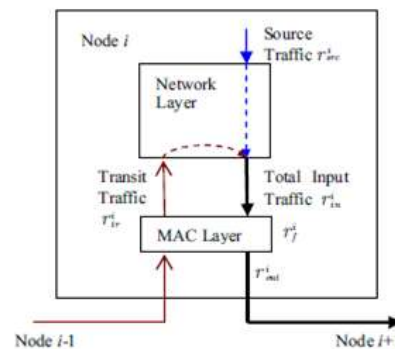 Node i
Source
Traffic r^i_src
Network
Layer
Transit
Traffic
r^i_tr
Total Input
Traffic r^i_in
MAC Layer
r^i_f
r^i_out
Node i-1
Node i+